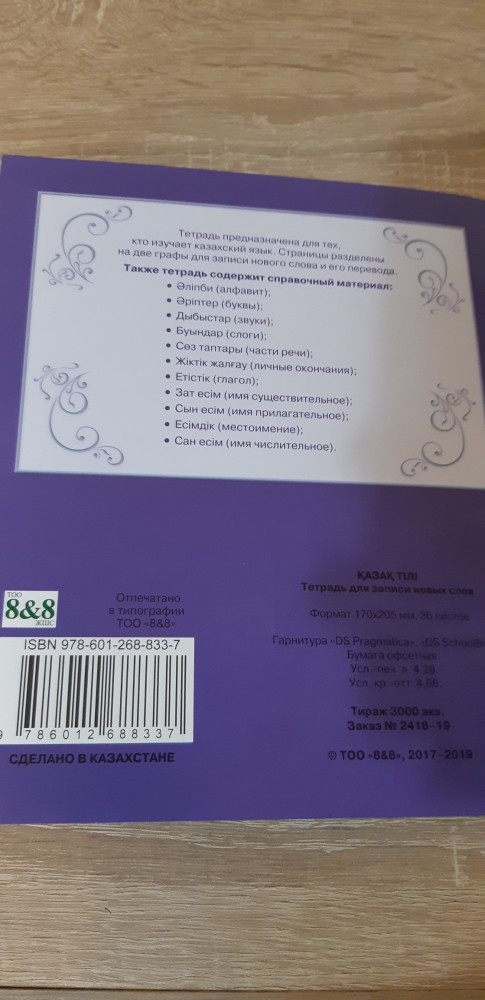 Тетрадь предназначена для тех,
кто изучает казахский язык. Страницы разделены
на две графы для записи нового слова и его перевода.
Также тетрадь содержит справочный материал:
• Әліпби (алфавит);
• Әріптер (буквы);
• Дыбыстар (звуки);
• Буындар (слоги);
• Сөз таптары (части речи);
• Жіктік жалғау (личные окончания);
• Етістік (глагол);
• Зат есім (имя существительное);
• Сын есім (имя прилагательное);
• Есімдік (местоимение);
• Сан есім (имя числительное).
ТОО
8&8
ЖШС
Отпечатано
в типографии
ТОО «8&8»
ISBN 978-601-268-833-7
9 786012 688337
СДЕЛАНО В КАЗАХСТАНЕ
ҚАЗАҚ ТІЛІ
Тетрадь для записи новых слов
Формат 170x205 мм, 36 листов
Гарнитура «DS Pragmatica», «DS
Бумага офсетная
Усл.-печ. л. 4.26
Усл. кр.-отт. 4.68
Тираж 3000 экз.
Заказ № 2416-19
© ТОО «8&8», 2017-2019